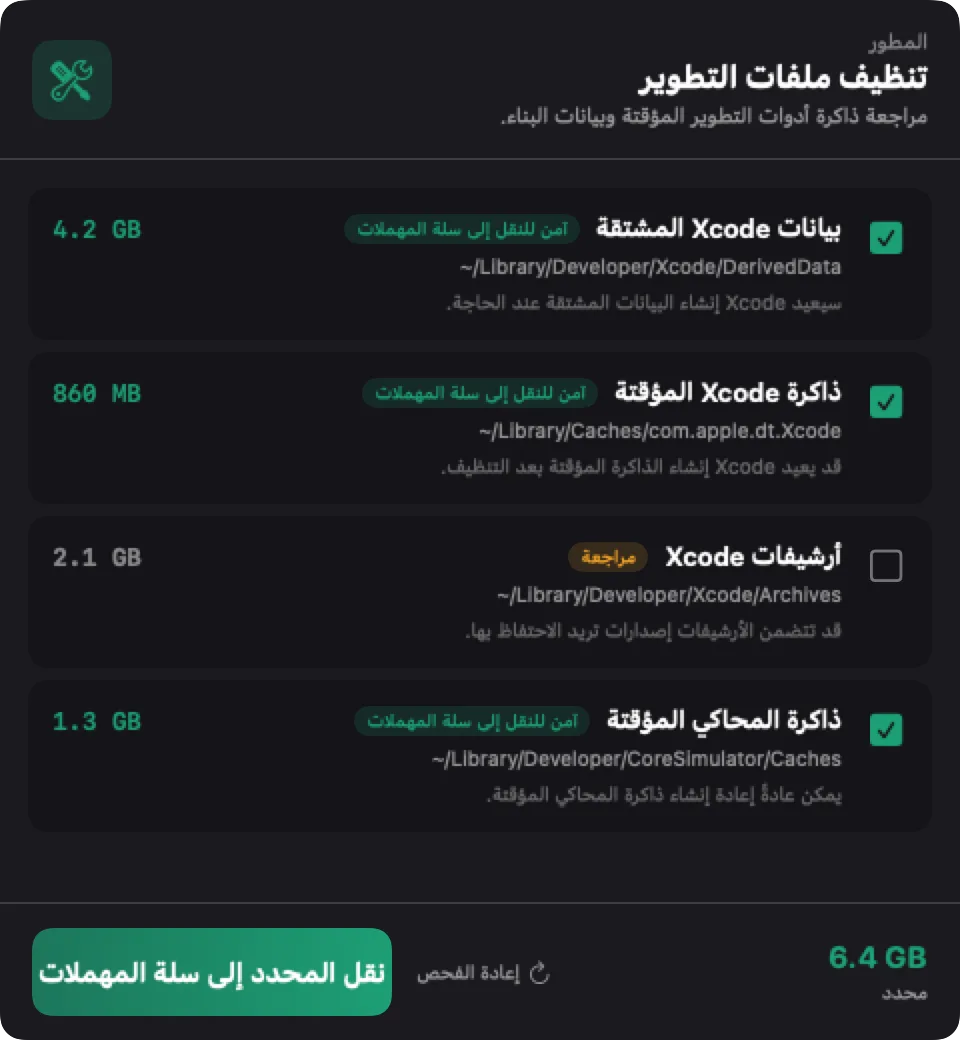 المطور
تنظيف ملفات التطوير
مراجعة ذاكرة أدوات التطوير المؤقتة وبيانات البناء.
بيانات Xcode المشتقة آمن للنقل إلى سلة المهملات 4.2 GB
~/Library/Developer/Xcode/DerivedData
سيعيد Xcode إنشاء البيانات المشتقة عند الحاجة.
ذاكرة Xcode المؤقتة آمن للنقل إلى سلة المهملات 860 MB
~/Library/Caches/com.apple.dt.Xcode
قد يعيد Xcode إنشاء الذاكرة المؤقتة بعد التنظيف.
أرشيفات Xcode مراجعة 2.1 GB
~/Library/Developer/Xcode/Archives
قد تتضمن الأرشيفات إصدارات تريد الاحتفاظ بها.
ذاكرة المحاكي المؤقتة آمن للنقل إلى سلة المهملات 1.3 GB
~/Library/Developer/CoreSimulator/Caches
يمكن عادةً إعادة إنشاء ذاكرة المحاكي المؤقتة.
6.4 GB
محدد
إعادة الفحص
نقل المحدد إلى سلة المهملات